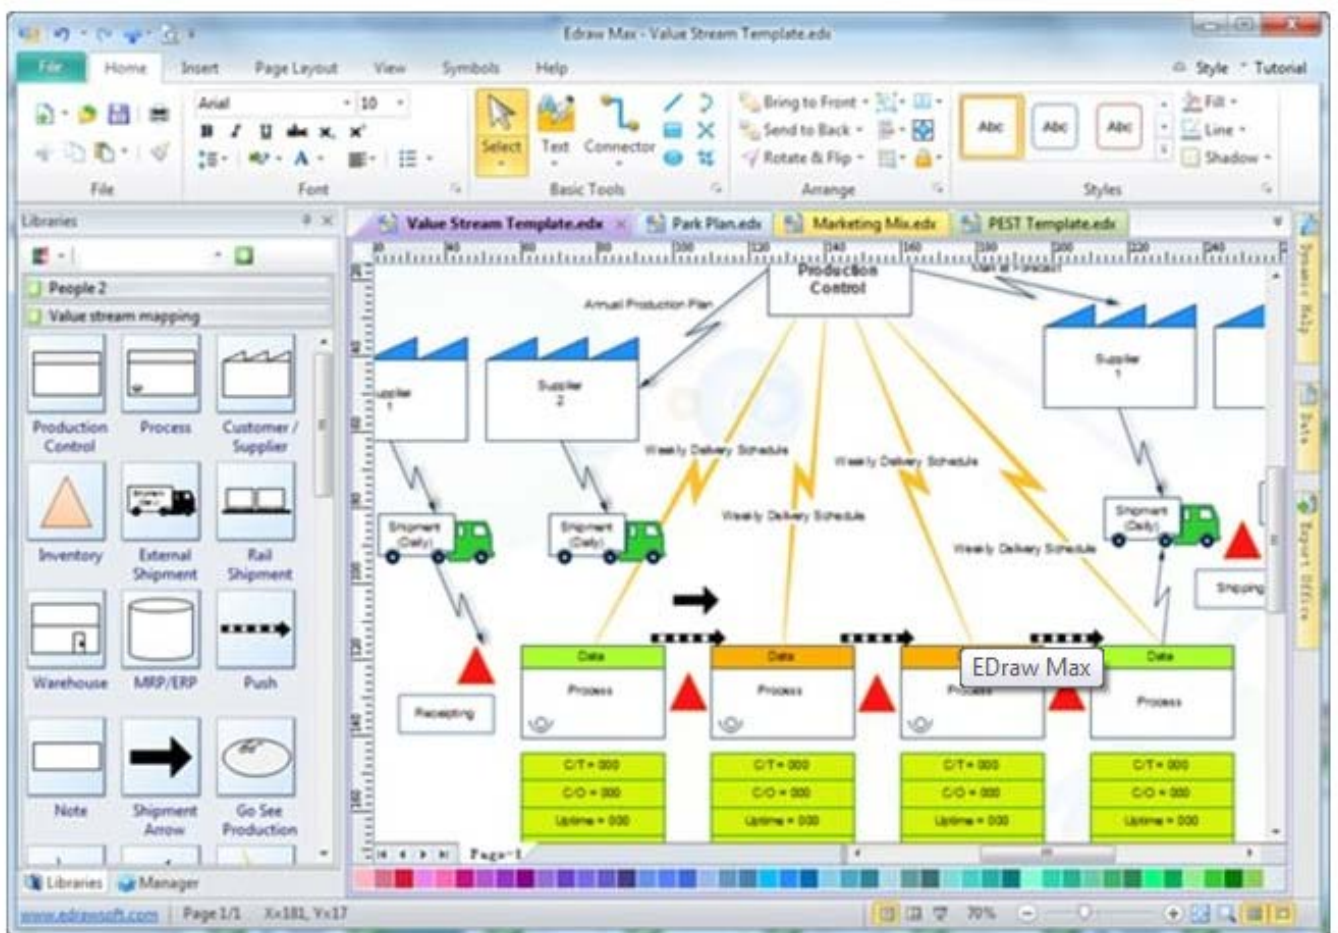 Edraw Max - Value Stream Template.edx
File Home Insert Page Layout View Symbols Help Style Tutorial
Arial 10
Bring to Front Fill
Abc Abc Abc
Select Text Connector Send to Back Line
Rotate & Flip Shadow
File Font Basic Tools Arrange Styles
Libraries
Value Stream Template.edx Park Plan.edx Marketing Mix.edx PEST Template.edx
People 2
Value stream mapping
Production Control
Process
Customer / Supplier
Inventory
External Shipment
Rail Shipment
Warehouse
MRP/ERP
Push
Note
Shipment Arrow
Go See Production
Libraries Manager
Production
Control
Annual Production Plan
Supplier
2
Supplier
1
Weekly Delivery Schedule
Weekly Delivery Schedule
Weekly Delivery Schedule
Weekly Delivery Schedule
Shipment
(Daily)
Shipment
(Daily)
Shipment
(Daily)
Shipping
Receipting
Data Data Data
Process Process Process
EDraw Max
C/T = 000 C/T = 000 C/T = 000 C/T = 000
C/O = 000 C/O = 000 C/O = 000 C/O = 000
Uptime = 000 Uptime = 000 Uptime = 000 Uptime = 000
Page-1
Dynamic Help
Data
Export Office
www.edrawsoft.com Page 1/1 X=181, Y=17 70%